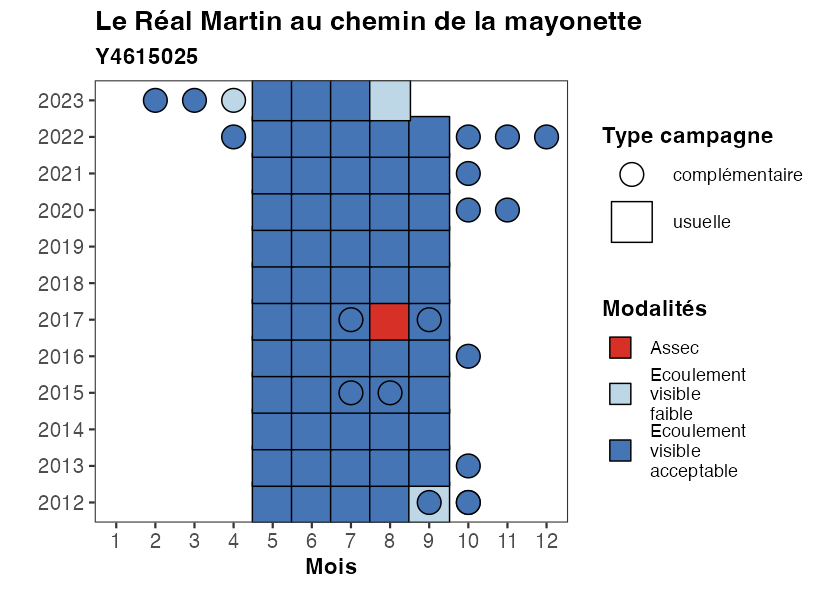 Le Réal Martin au chemin de la mayonette
Y4615025
2023
2022
2021
2020
2019
2018
2017
2016
2015
2014
2013
2012
1 2 3 4 5 6 7 8 9 10 11 12
Mois
Type campagne
complémentaire
usuelle
Modalités
Assec
Ecoulement
visible
faible
Ecoulement
visible
acceptable